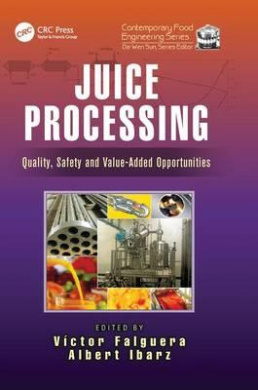 CRC Press
Taylor & Francis Group
Contemporary Food
Engineering Series
Da-Wen Sun, Series Editor
JUICE
PROCESSING
Quality, Safety and Value-Added Opportunities
EDITED BY
Víctor Falguera
Albert Ibarz